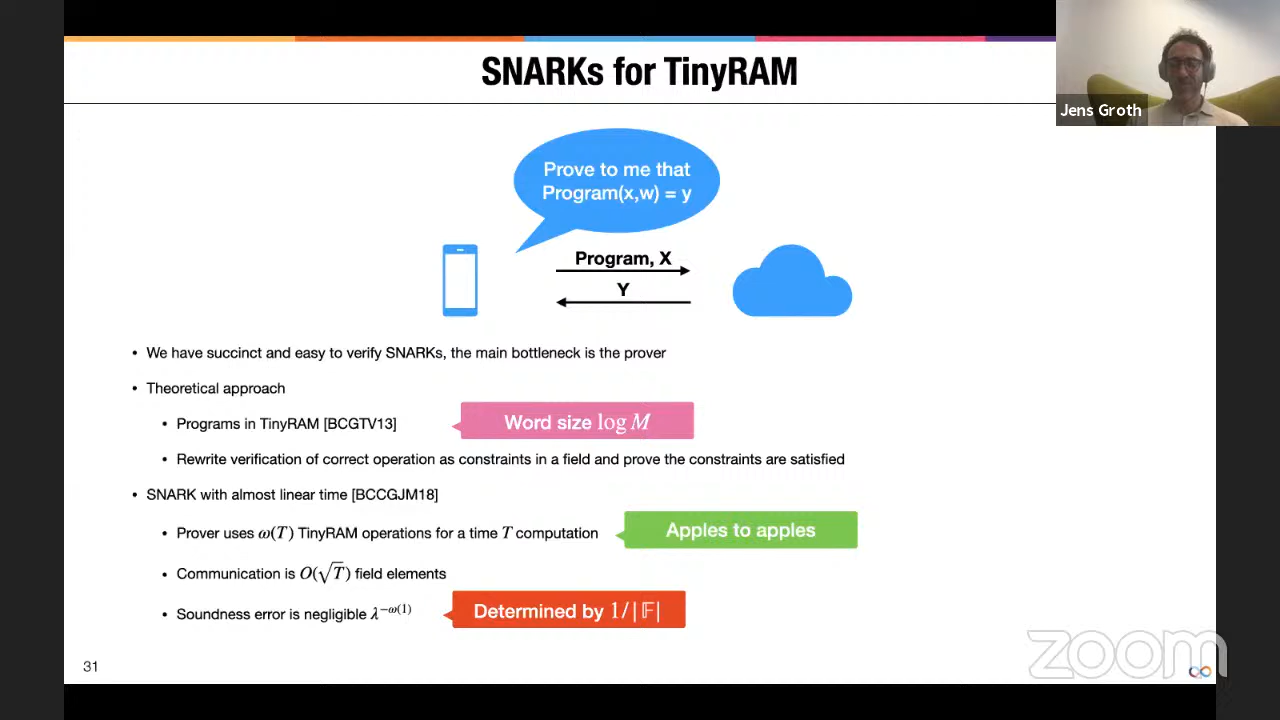 SNARKs for TinyRAM
Jens Groth
Prove to me that
Program(x,w) = y
Program, X
Y
• We have succinct and easy to verify SNARKs, the main bottleneck is the prover
• Theoretical approach
• Programs in TinyRAM [BCGTV13]
Word size log M
• Rewrite verification of correct operation as constraints in a field and prove the constraints are satisfied
• SNARK with almost linear time [BCCGJM18]
• Prover uses ω(T) TinyRAM operations for a time T computation
Apples to apples
• Communication is O(√T) field elements
• Soundness error is negligible λ^{−ω(1)}
Determined by 1/|𝔽|
31
zoom